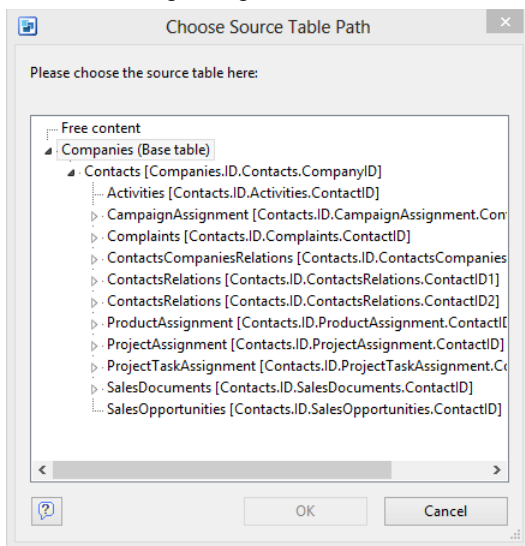 Choose Source Table Path
Please choose the source table here:
Free content
Companies (Base table)
Contacts [Companies.ID.Contacts.CompanyID]
Activities [Contacts.ID.Activities.ContactID]
CampaignAssignment [Contacts.ID.CampaignAssignment.Con
Complaints [Contacts.ID.Complaints.ContactID]
ContactsCompaniesRelations [Contacts.ID.ContactsCompanies
ContactsRelations [Contacts.ID.ContactsRelations.ContactID1]
ContactsRelations [Contacts.ID.ContactsRelations.ContactID2]
ProductAssignment [Contacts.ID.ProductAssignment.ContactID
ProjectAssignment [Contacts.ID.ProjectAssignment.ContactID]
ProjectTaskAssignment [Contacts.ID.ProjectTaskAssignment.Co
SalesDocuments [Contacts.ID.SalesDocuments.ContactID]
SalesOpportunities [Contacts.ID.SalesOpportunities.ContactID]
OK Cancel